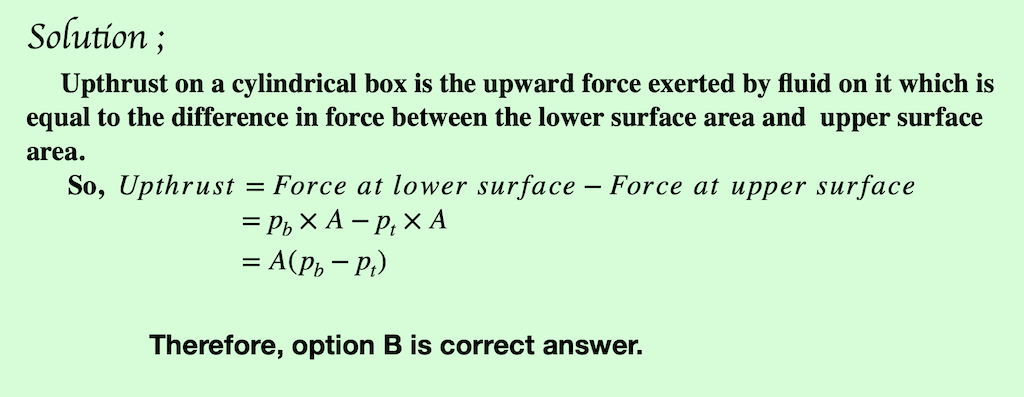 Solution ;
Upthrust on a cylindrical box is the upward force exerted by fluid on it which is
equal to the difference in force between the lower surface area and upper surface
area.
So, Upthrust = Force at lower surface − Force at upper surface
= p_b × A − p_t × A
= A(p_b − p_t)
Therefore, option B is correct answer.